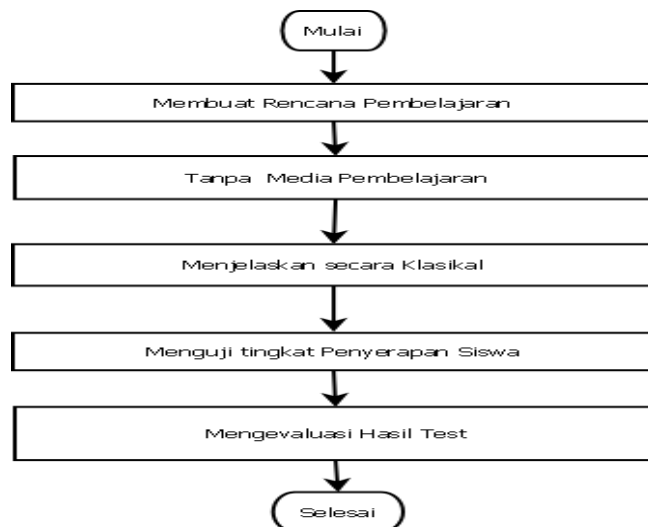 Mulai
Membuat Rencana Pembelajaran
Tanpa Media Pembelajaran
Menjelaskan secara Klasikal
Menguji tingkat Penyerapan Siswa
Mengevaluasi Hasil Test
Selesai